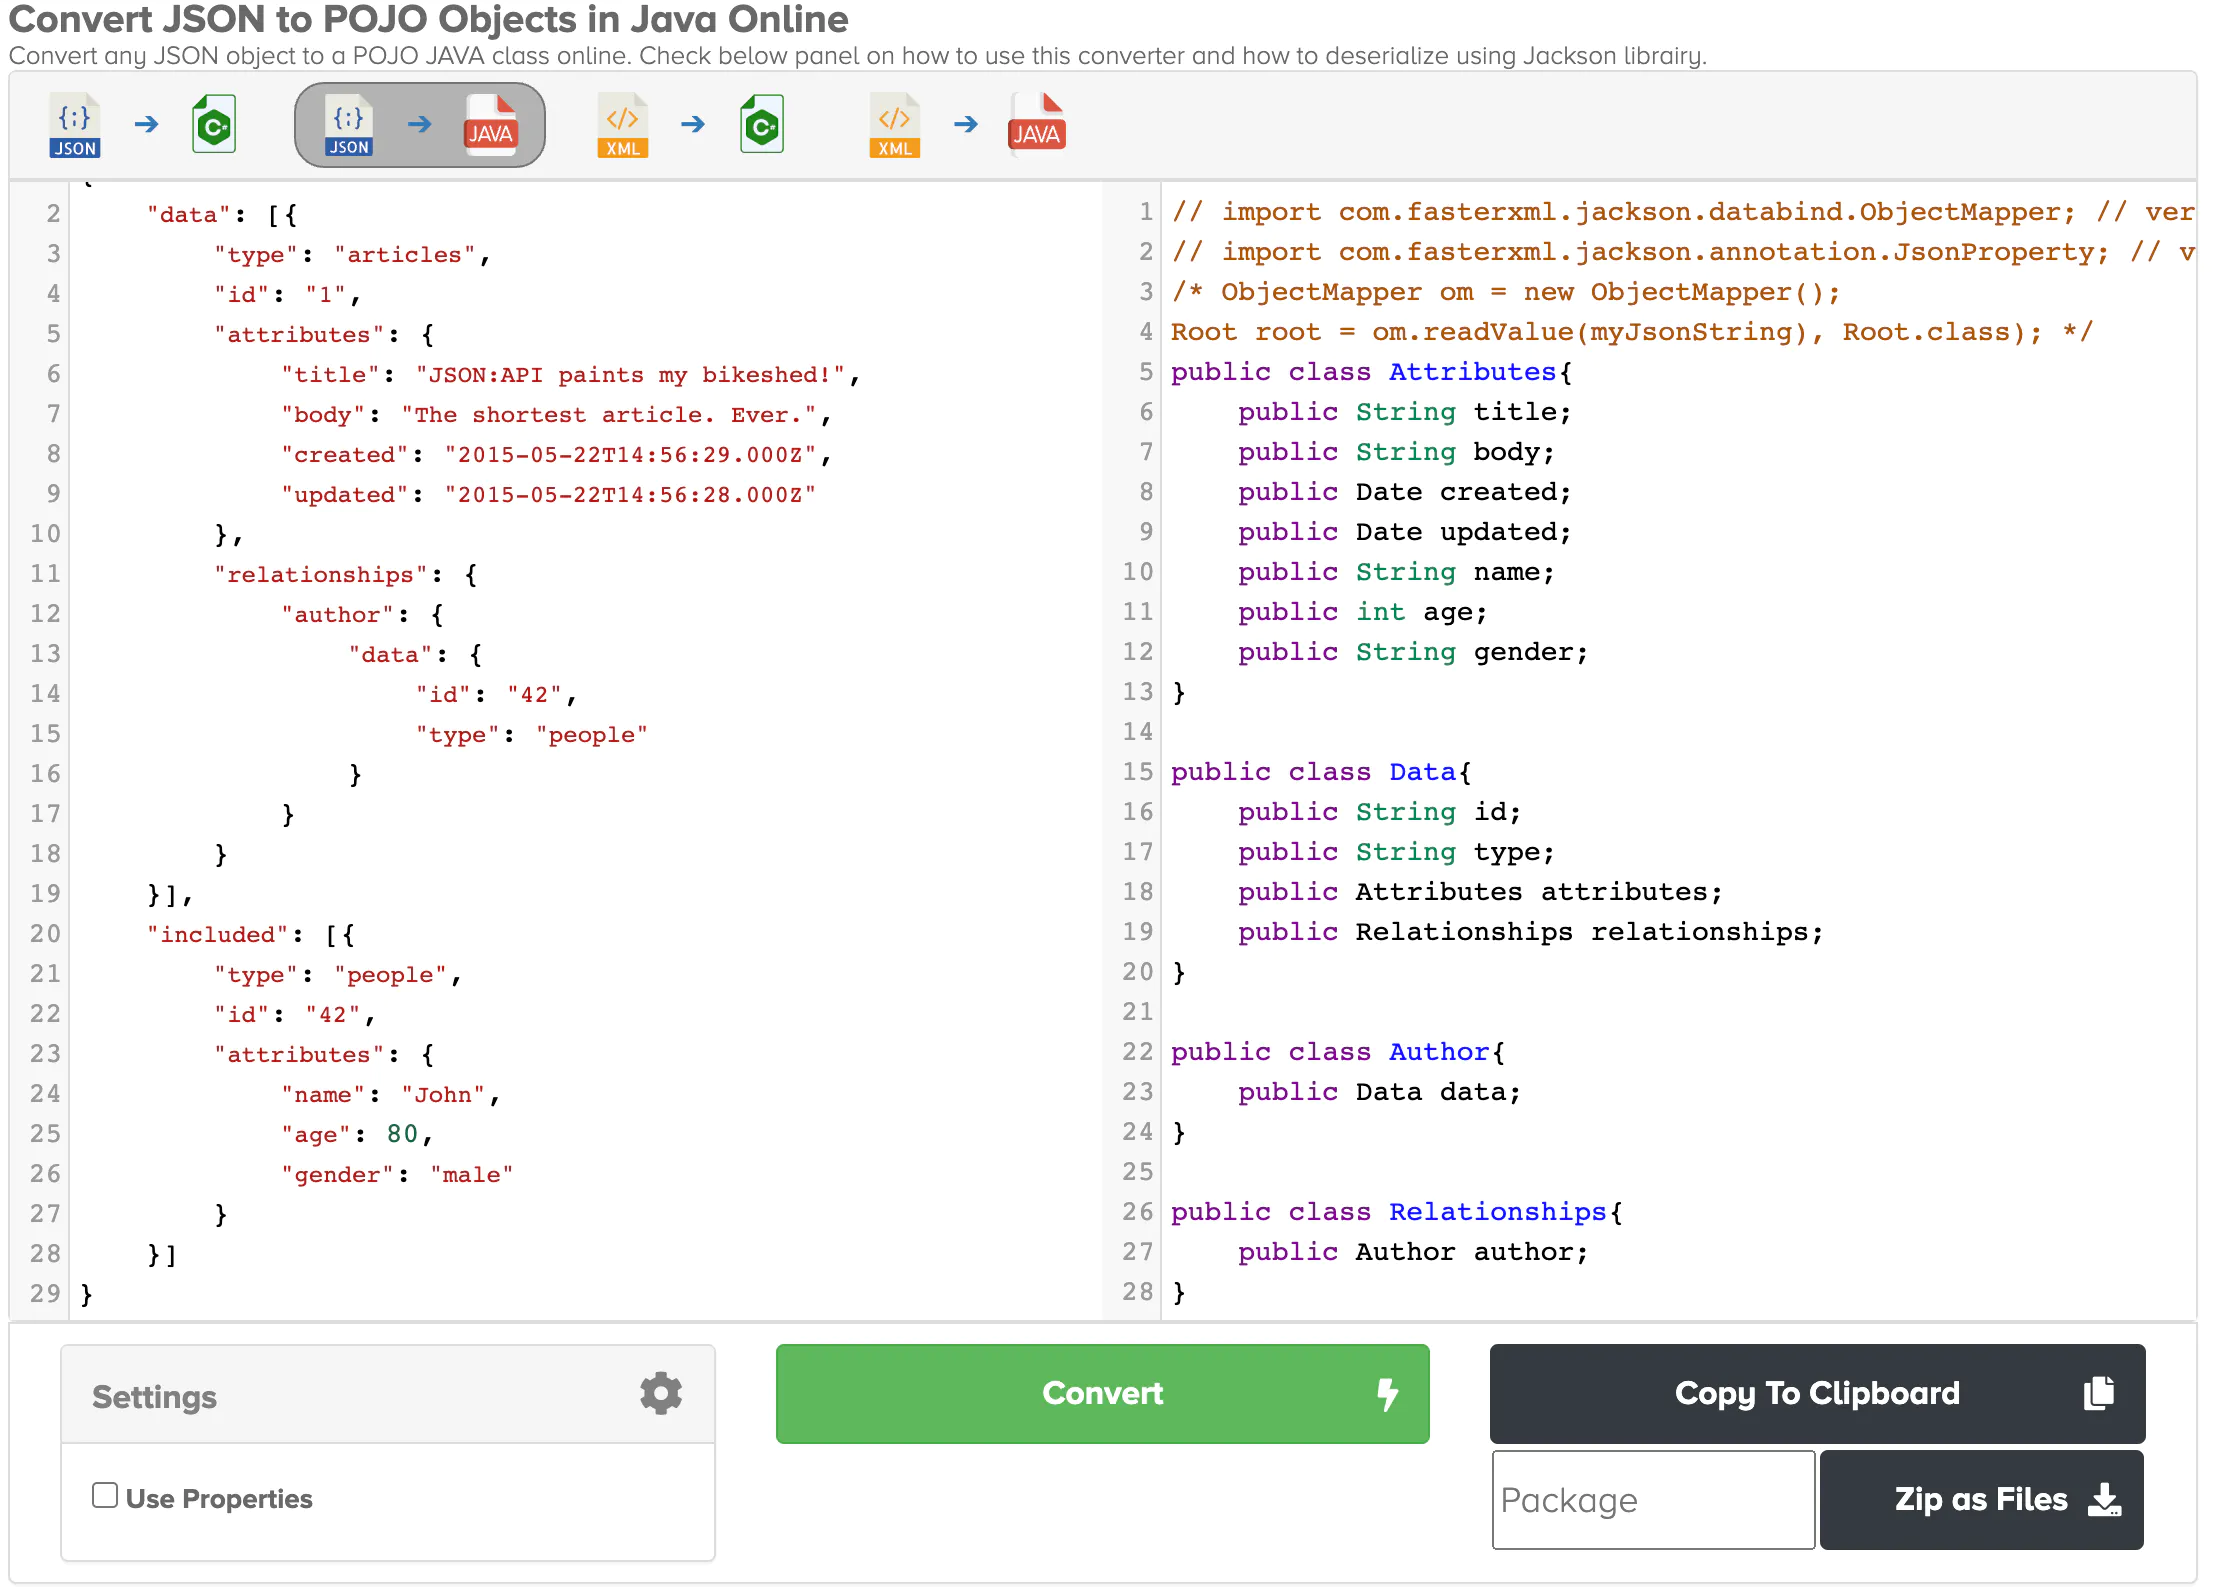 Convert JSON to POJO Objects in Java Online
Convert any JSON object to a POJO JAVA class online. Check below panel on how to use this converter and how to deserialize using Jackson librairy.
{;} JSON → C# {;} JSON → JAVA </> XML → C# </> XML → JAVA
{
2 "data": [{
3 "type": "articles",
4 "id": "1",
5 "attributes": {
6 "title": "JSON:API paints my bikeshed!",
7 "body": "The shortest article. Ever.",
8 "created": "2015-05-22T14:56:29.000Z",
9 "updated": "2015-05-22T14:56:28.000Z"
10 },
11 "relationships": {
12 "author": {
13 "data": {
14 "id": "42",
15 "type": "people"
16 }
17 }
18 }
19 }],
20 "included": [{
21 "type": "people",
22 "id": "42",
23 "attributes": {
24 "name": "John",
25 "age": 80,
26 "gender": "male"
27 }
28 }]
29 }
1 // import com.fasterxml.jackson.databind.ObjectMapper; // ver
2 // import com.fasterxml.jackson.annotation.JsonProperty; // v
3 /* ObjectMapper om = new ObjectMapper();
4 Root root = om.readValue(myJsonString), Root.class); */
5 public class Attributes{
6 public String title;
7 public String body;
8 public Date created;
9 public Date updated;
10 public String name;
11 public int age;
12 public String gender;
13 }
14
15 public class Data{
16 public String id;
17 public String type;
18 public Attributes attributes;
19 public Relationships relationships;
20 }
21
22 public class Author{
23 public Data data;
24 }
25
26 public class Relationships{
27 public Author author;
28 }
Settings
Use Properties
Convert
Copy To Clipboard
Package
Zip as Files